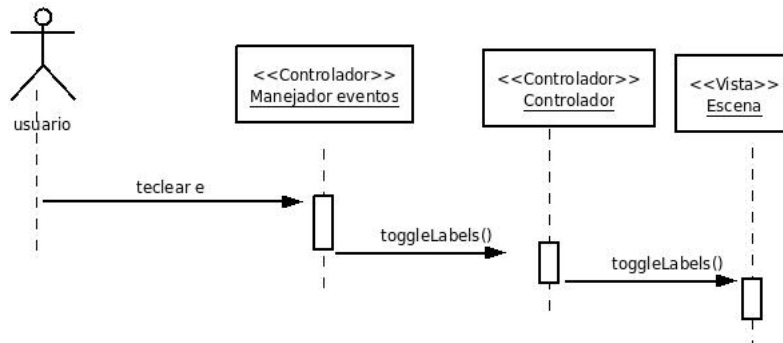 <<Controlador>>
Manejador eventos
<<Controlador>>
Controlador
<<Vista>>
Escena
usuario
teclear e
toggleLabels()
toggleLabels()